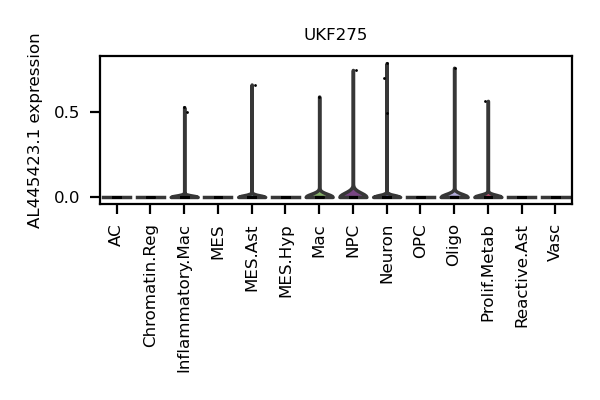 UKF275
AL445423.1 expression
0.5
0.0
AC
Chromatin.Reg
Inflammatory.Mac
MES
MES.Ast
MES.Hyp
Mac
NPC
Neuron
OPC
Oligo
Prolif.Metab
Reactive.Ast
Vasc